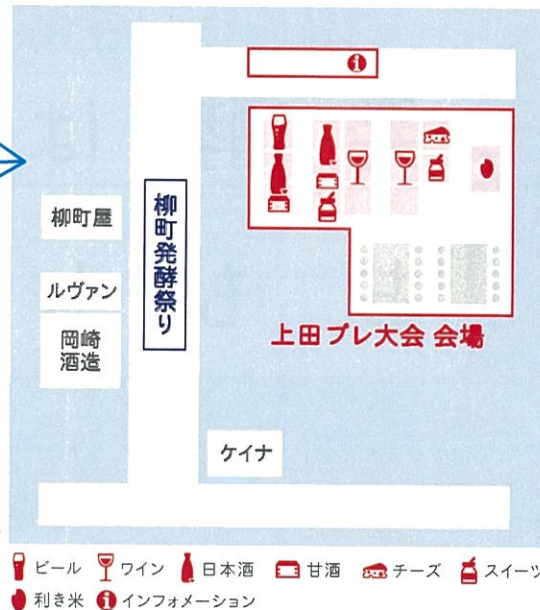 柳町屋
ルヴァン
岡崎
酒造
柳町発酵祭り
上田プレ大会 会場
ケイナ
ビール ワイン 日本酒 甘酒 チーズ スイーツ
利き米 インフォメーション